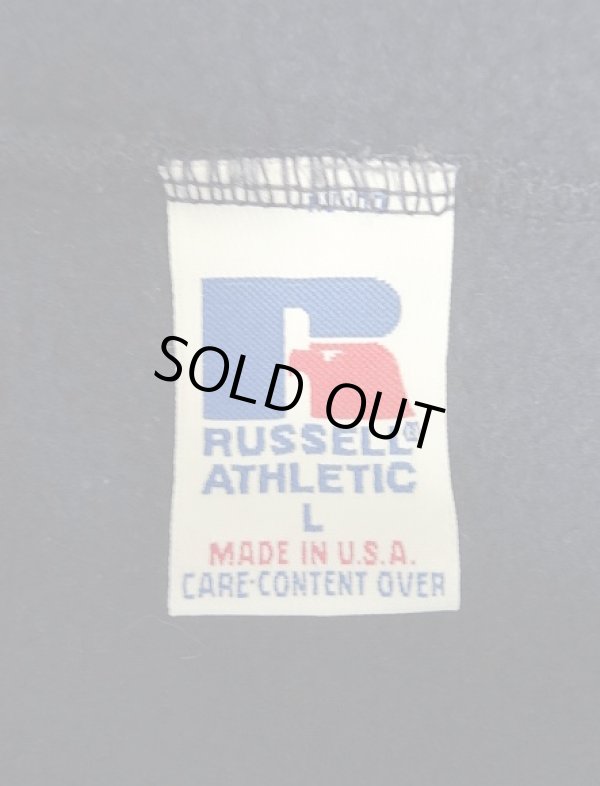 SOLD OUT
RUSSELL®
ATHLETIC
L
MADE IN U.S.A.
CARE-CONTENT OVER